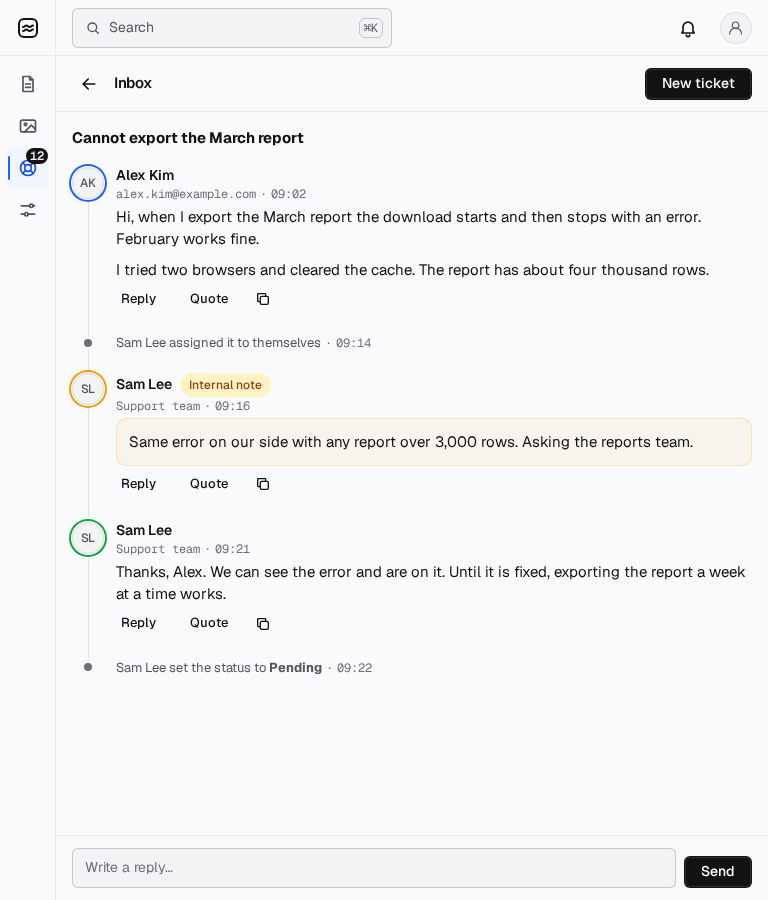 Search ⌘K
Inbox
New ticket
12
Cannot export the March report
AK
Alex Kim
alex.kim@example.com · 09:02
Hi, when I export the March report the download starts and then stops with an error.
February works fine.
I tried two browsers and cleared the cache. The report has about four thousand rows.
Reply Quote
Sam Lee assigned it to themselves · 09:14
SL
Sam Lee Internal note
Support team · 09:16
Same error on our side with any report over 3,000 rows. Asking the reports team.
Reply Quote
SL
Sam Lee
Support team · 09:21
Thanks, Alex. We can see the error and are on it. Until it is fixed, exporting the report a week
at a time works.
Reply Quote
Sam Lee set the status to Pending · 09:22
Write a reply...
Send